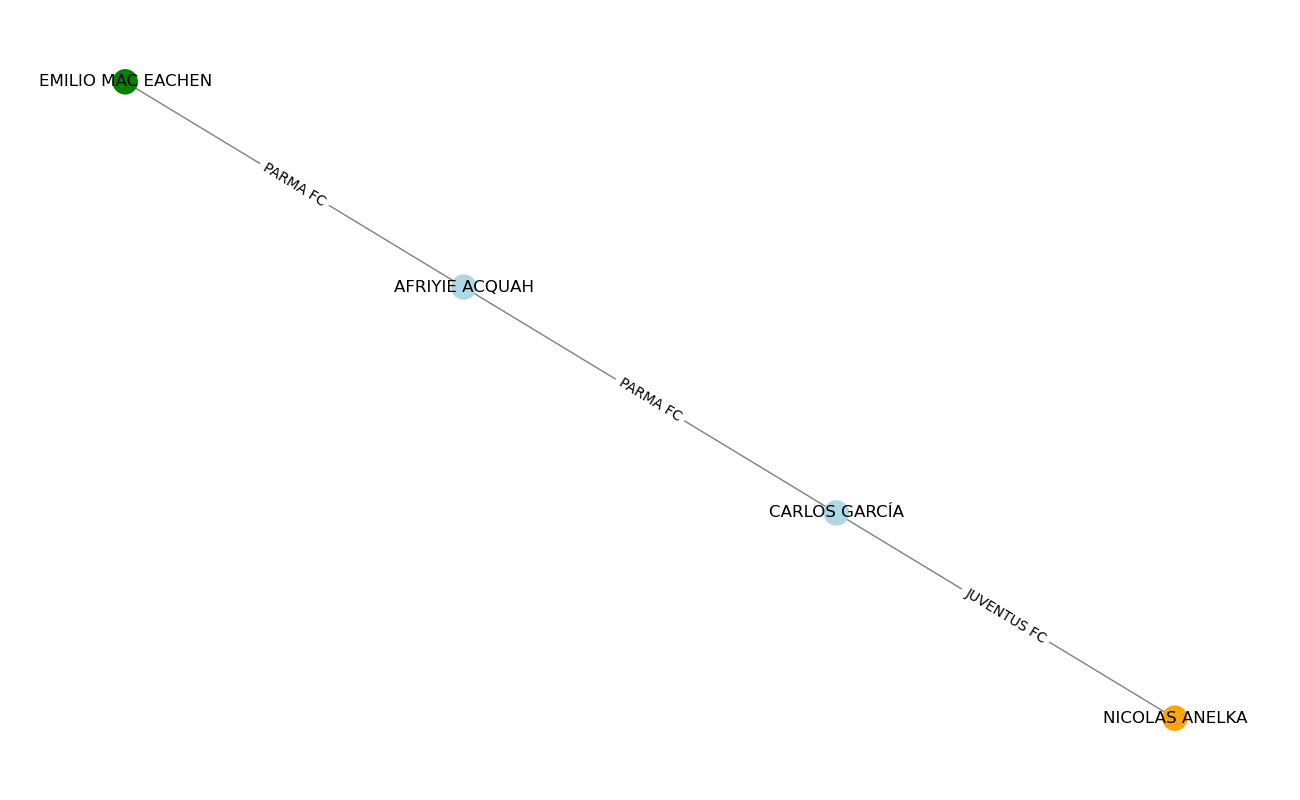 EMILIO MAC EACHEN
PARMA FC
AFRIYIE ACQUAH
PARMA FC
CARLOS GARCÍA
JUVENTUS FC
NICOLAS ANELKA